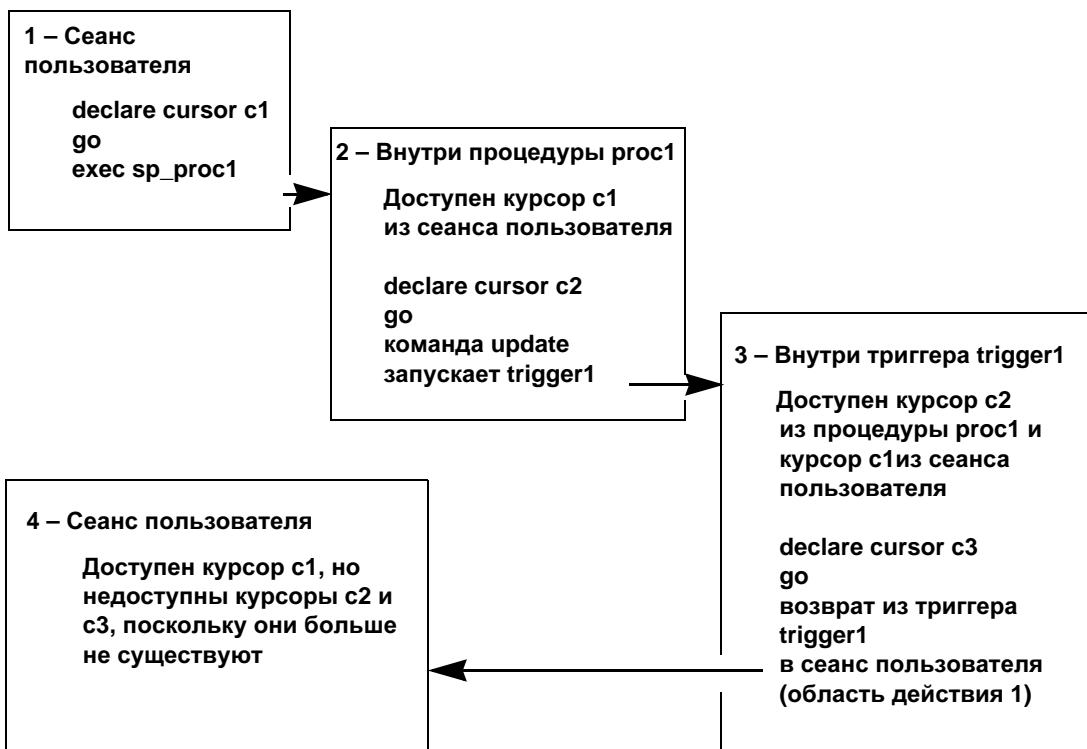 1 – Сеанс
пользователя
declare cursor c1
go
exec sp_proc1
2 – Внутри процедуры proc1
Доступен курсор c1
из сеанса пользователя
declare cursor c2
go
команда update
запускает trigger1
3 – Внутри триггера trigger1
Доступен курсор c2
из процедуры proc1 и
курсор c1из сеанса
пользователя
declare cursor c3
go
возврат из триггера
trigger1
в сеанс пользователя
(область действия 1)
4 – Сеанс пользователя
Доступен курсор c1, но
недоступны курсоры c2 и
c3, поскольку они больше
не существуют